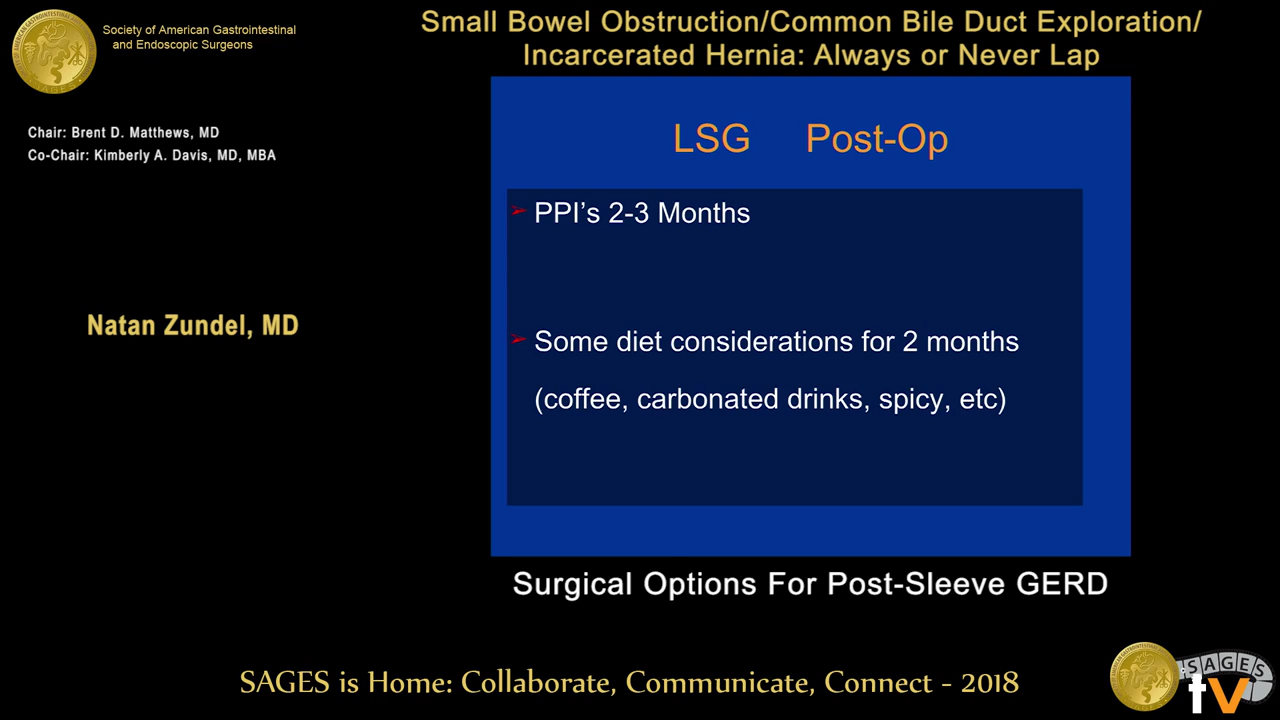 Society of American Gastrointestinal
and Endoscopic Surgeons
Small Bowel Obstruction/Common Bile Duct Exploration/
Incarcerated Hernia: Always or Never Lap
Chair: Brent D. Matthews, MD
Co-Chair: Kimberly A. Davis, MD, MBA
LSG Post-Op
➢ PPI’s 2-3 Months
Natan Zundel, MD
➢ Some diet considerations for 2 months
(coffee, carbonated drinks, spicy, etc)
Surgical Options For Post-Sleeve GERD
SAGES is Home: Collaborate, Communicate, Connect - 2018
SAGES
tv